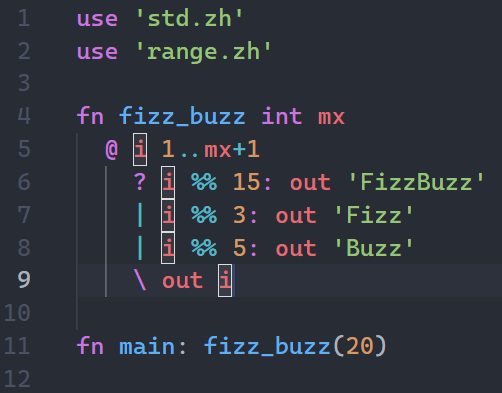 1 use 'std.zh'
2 use 'range.zh'
3
4 fn fizz_buzz int mx
5   @ i 1..mx+1
6     ? i %% 15: out 'FizzBuzz'
7     | i %% 3: out 'Fizz'
8     | i %% 5: out 'Buzz'
9     \ out i
10
11 fn main: fizz_buzz(20)
12